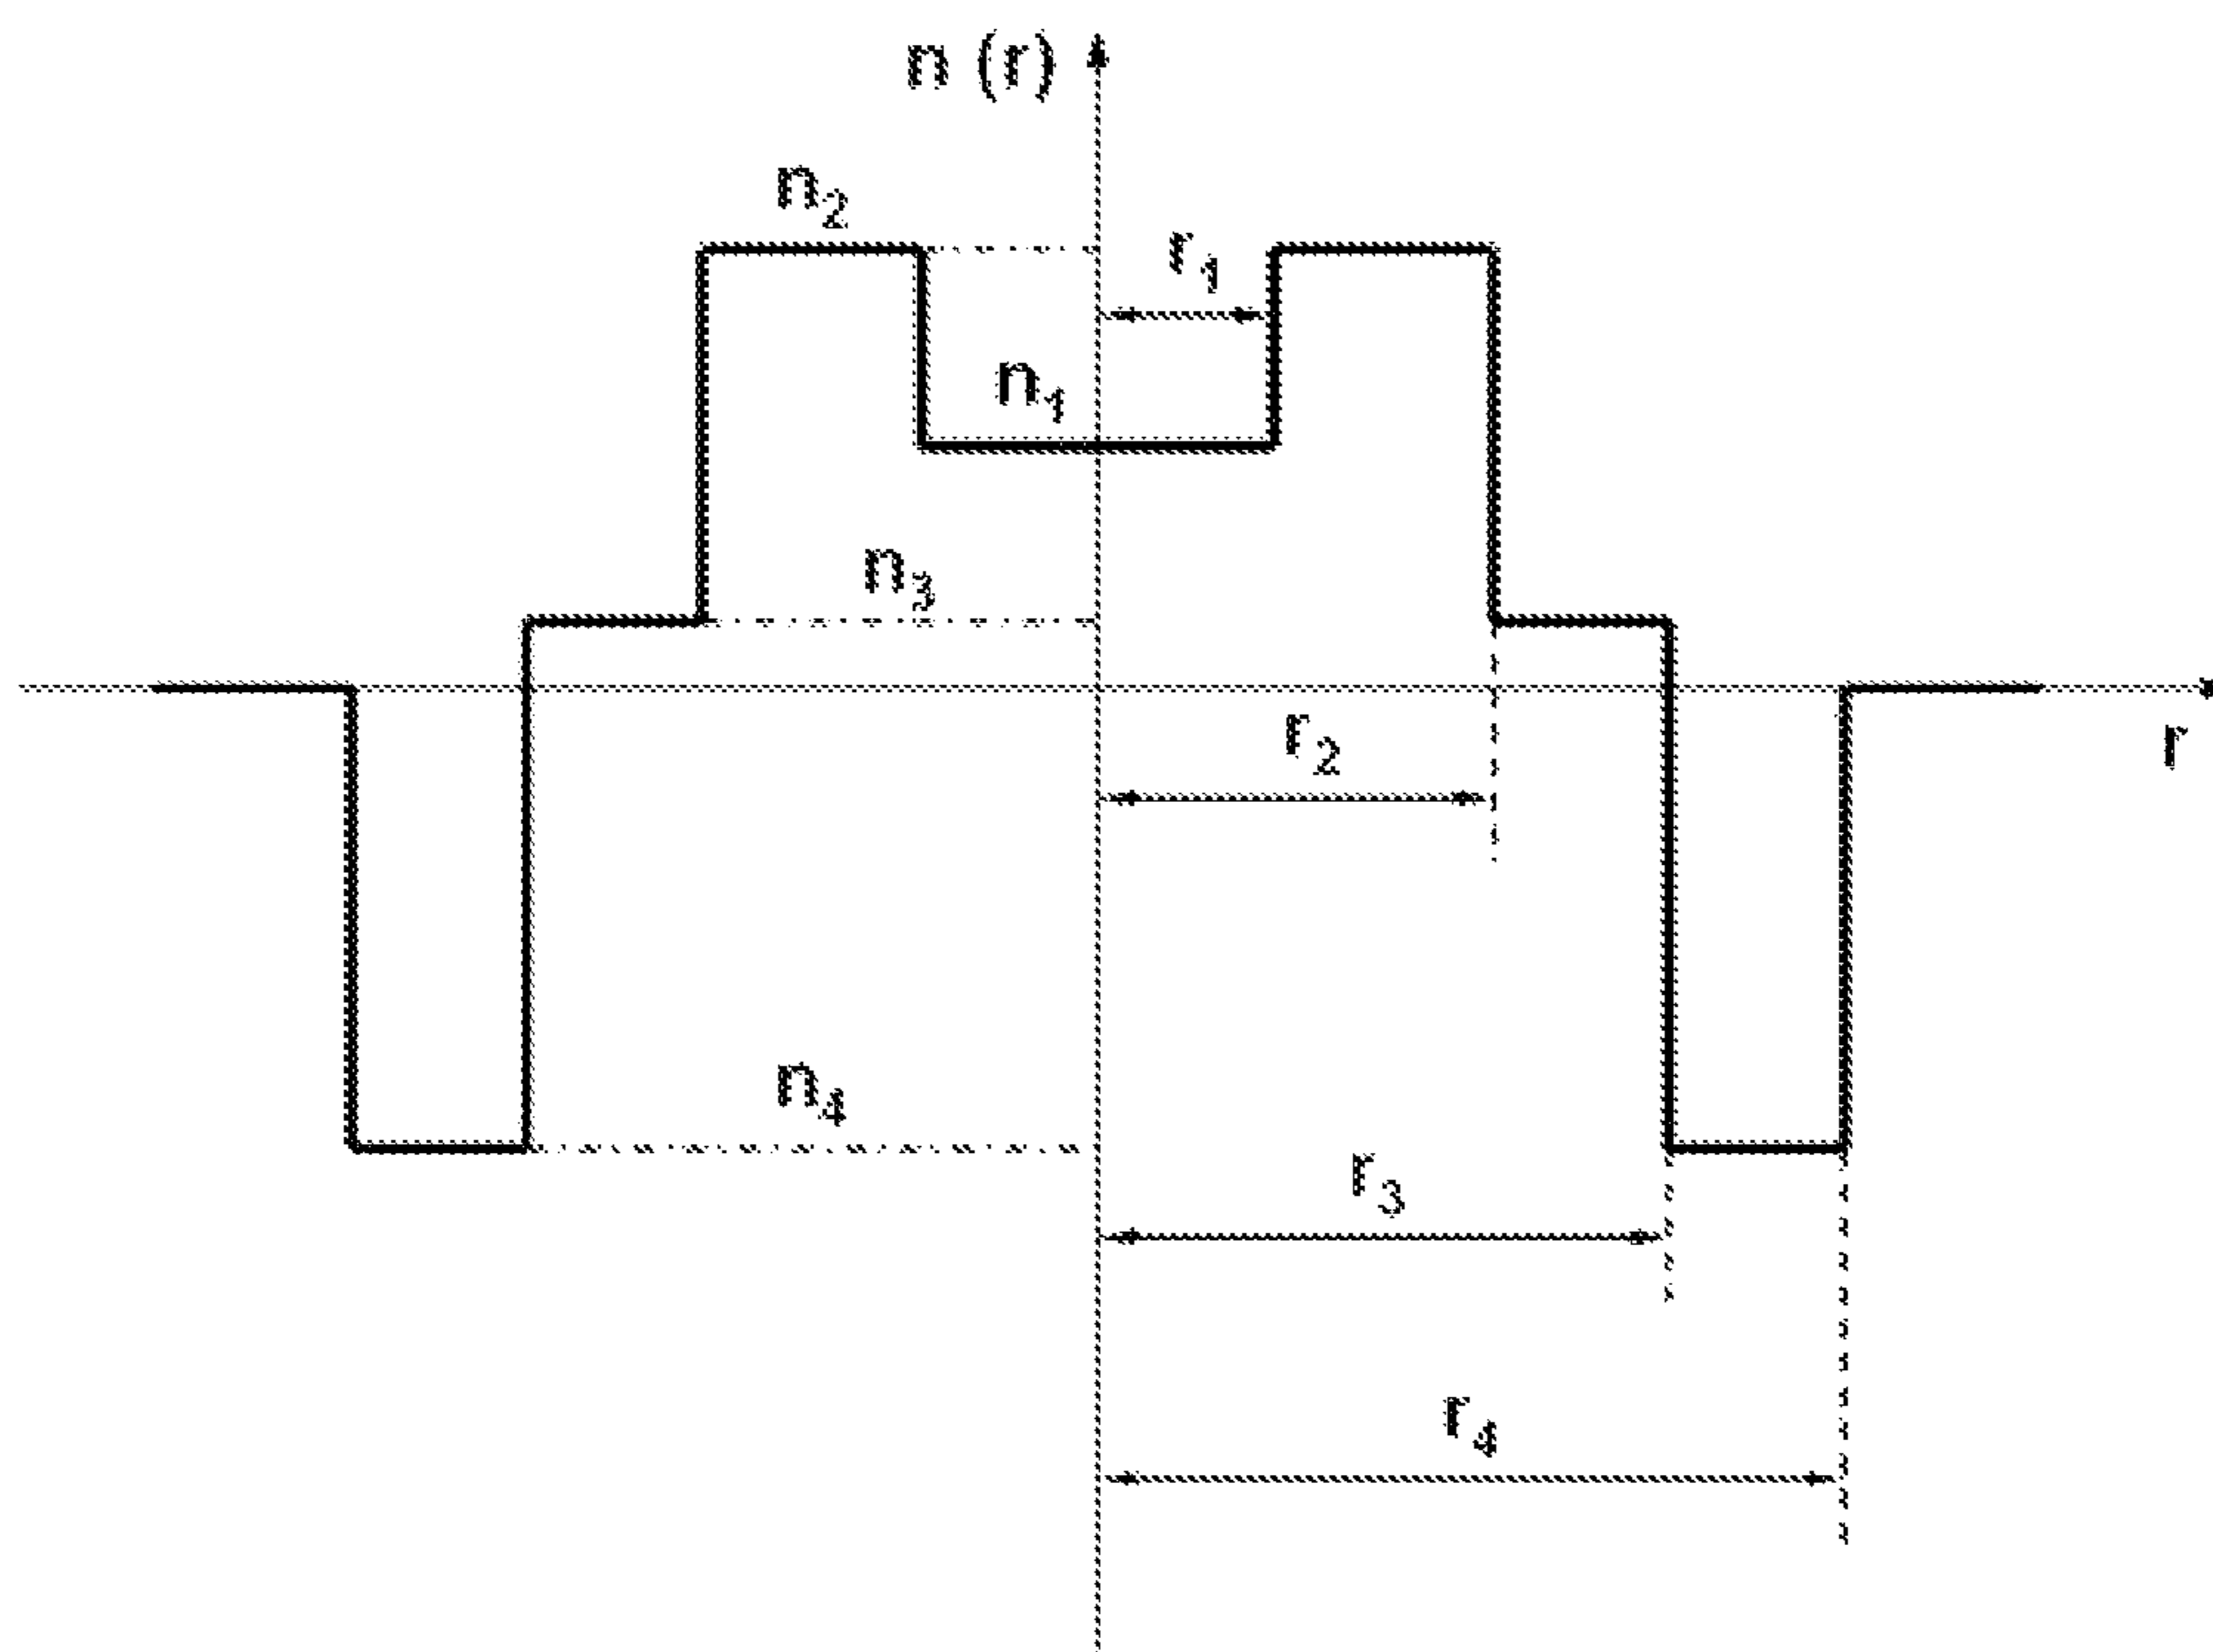 n (r)
n₂
r₁
n₁
n₃
r₂
r
n₄
r₃
r₄